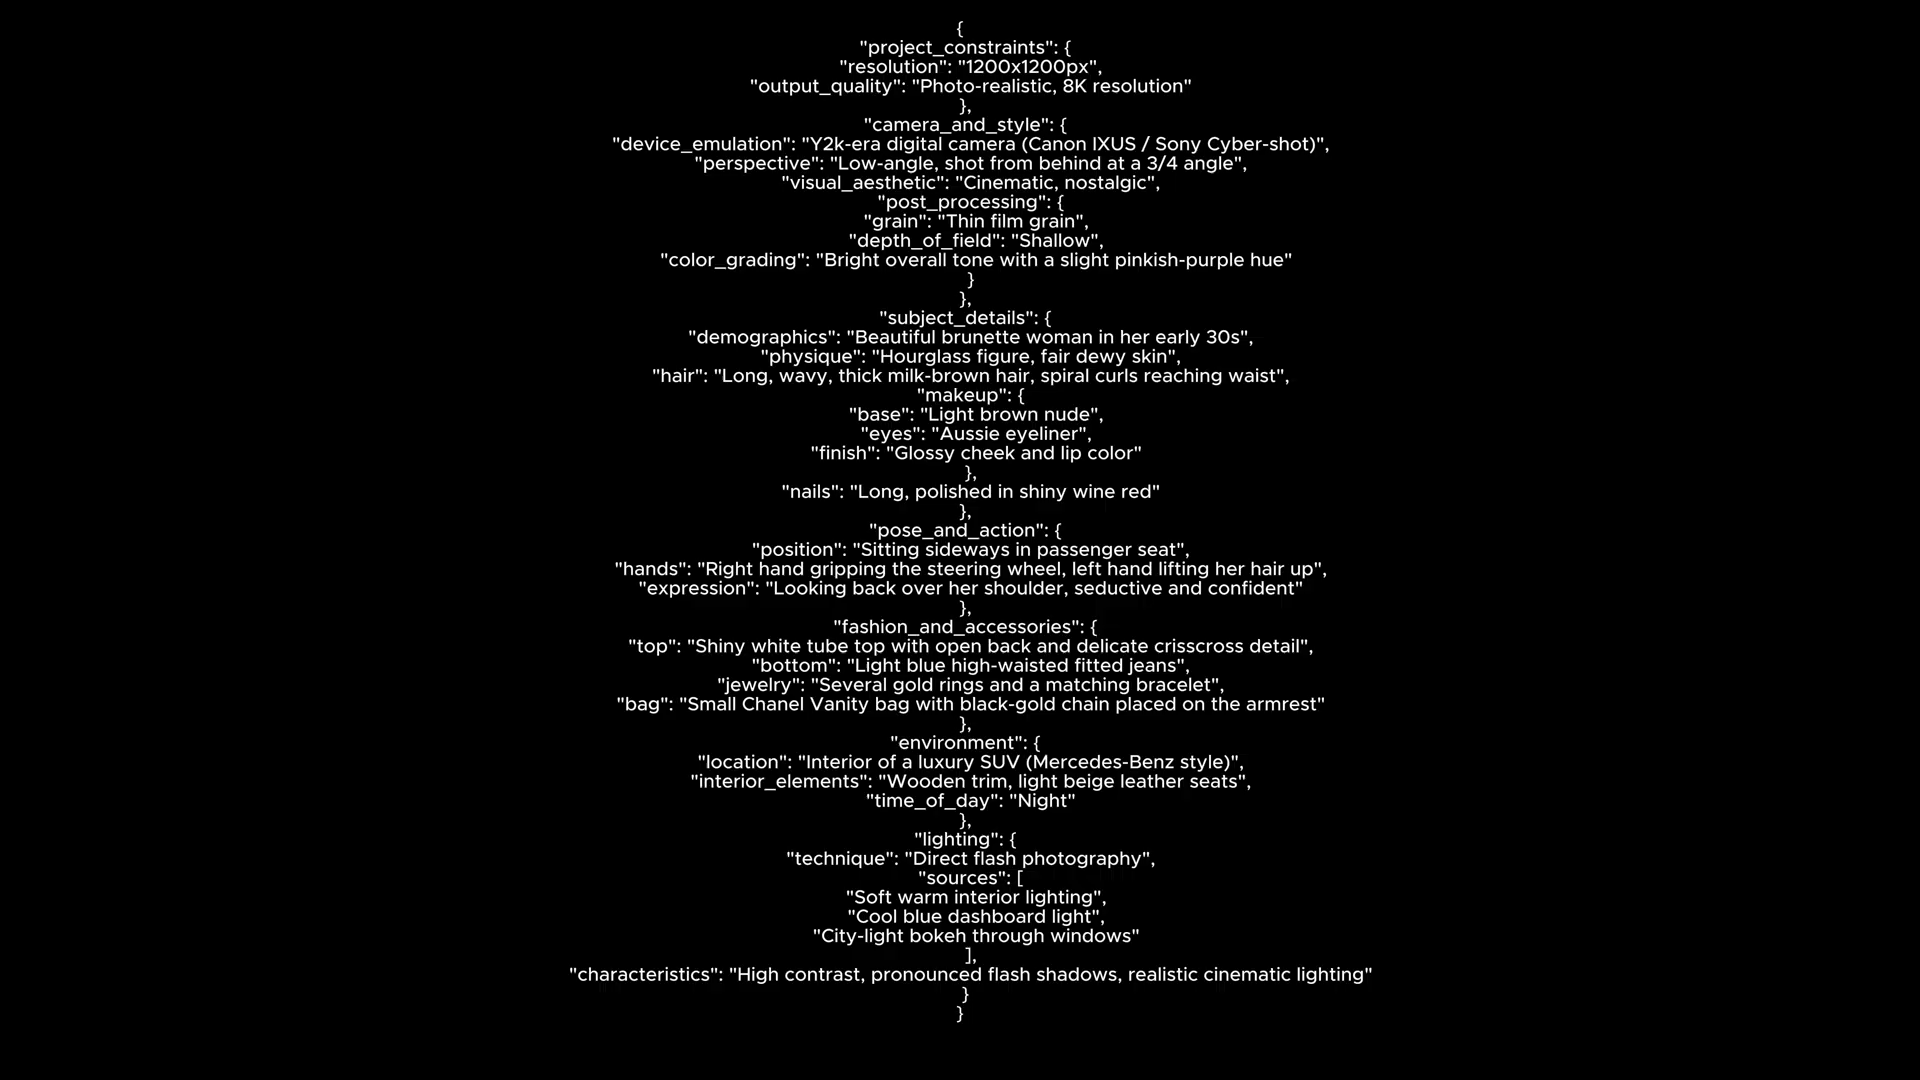 {
"project_constraints": {
"resolution": "1200x1200px",
"output_quality": "Photo-realistic, 8K resolution"
},
"camera_and_style": {
"device_emulation": "Y2k-era digital camera (Canon IXUS / Sony Cyber-shot)",
"perspective": "Low-angle, shot from behind at a 3/4 angle",
"visual_aesthetic": "Cinematic, nostalgic",
"post_processing": {
"grain": "Thin film grain",
"depth_of_field": "Shallow",
"color_grading": "Bright overall tone with a slight pinkish-purple hue"
}
},
"subject_details": {
"demographics": "Beautiful brunette woman in her early 30s",
"physique": "Hourglass figure, fair dewy skin",
"hair": "Long, wavy, thick milk-brown hair, spiral curls reaching waist",
"makeup": {
"base": "Light brown nude",
"eyes": "Aussie eyeliner",
"finish": "Glossy cheek and lip color"
},
"nails": "Long, polished in shiny wine red"
},
"pose_and_action": {
"position": "Sitting sideways in passenger seat",
"hands": "Right hand gripping the steering wheel, left hand lifting her hair up",
"expression": "Looking back over her shoulder, seductive and confident"
},
"fashion_and_accessories": {
"top": "Shiny white tube top with open back and delicate crisscross detail",
"bottom": "Light blue high-waisted fitted jeans",
"jewelry": "Several gold rings and a matching bracelet",
"bag": "Small Chanel Vanity bag with black-gold chain placed on the armrest"
},
"environment": {
"location": "Interior of a luxury SUV (Mercedes-Benz style)",
"interior_elements": "Wooden trim, light beige leather seats",
"time_of_day": "Night"
},
"lighting": {
"technique": "Direct flash photography",
"sources": [
"Soft warm interior lighting",
"Cool blue dashboard light",
"City-light bokeh through windows"
],
"characteristics": "High contrast, pronounced flash shadows, realistic cinematic lighting"
}
}